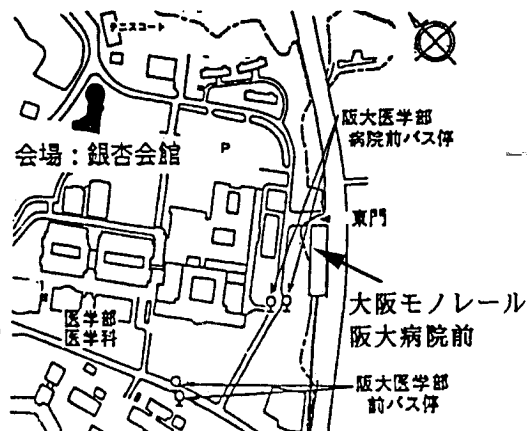 テニスコート
阪大医学部
病院前バス停
会場：銀杏会館
P
東門
大阪モノレール
阪大病院前
医学部
医学科
阪大医学部
前バス停